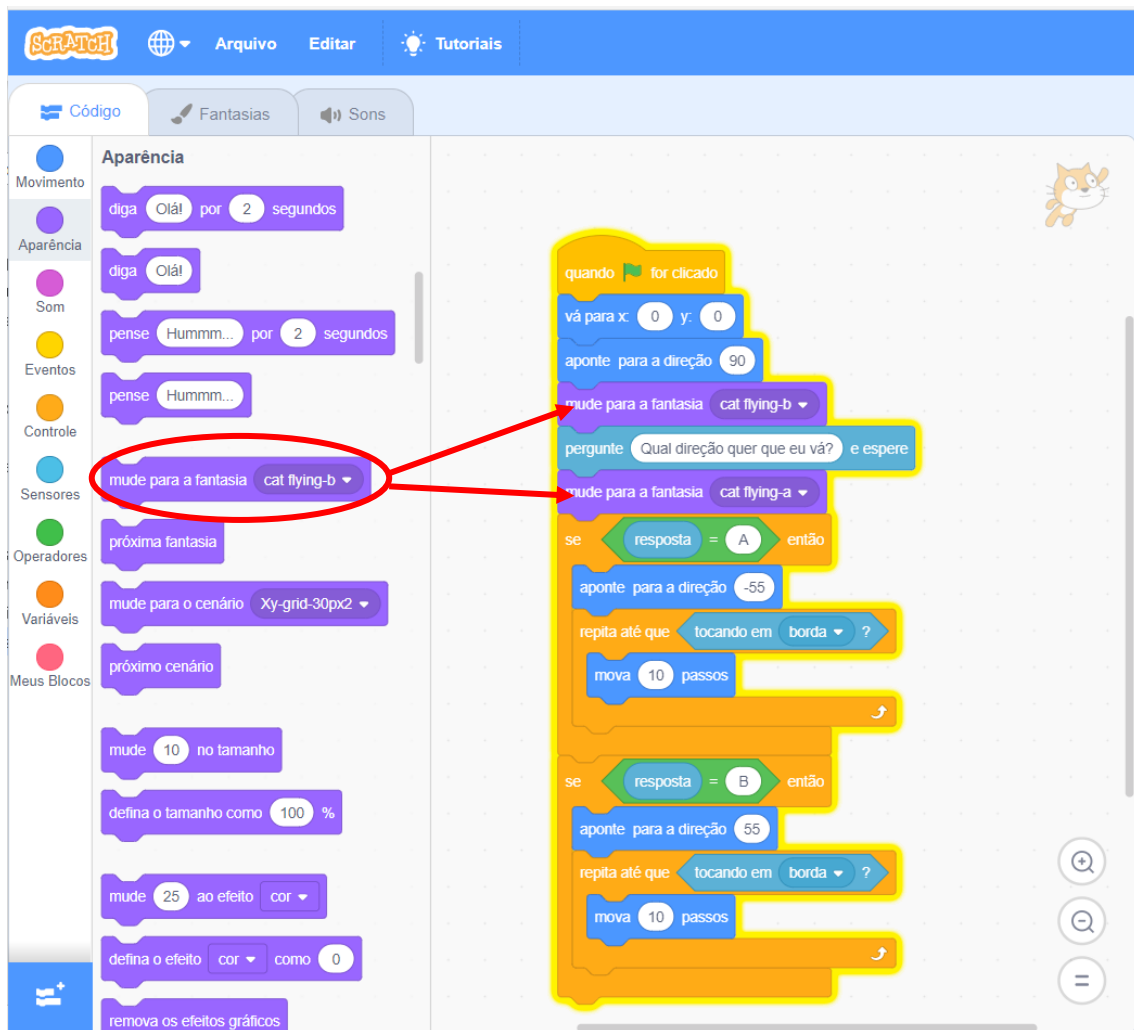 SCRATCH Arquivo Editar Tutoriais
Código Fantasias Sons
Movimento
Aparência
Som
Eventos
Controle
Sensores
Operadores
Variáveis
Meus Blocos
Aparência
diga Olá! por 2 segundos
diga Olá!
pense Hummm... por 2 segundos
pense Hummm...
mude para a fantasia cat flying-b
próxima fantasia
mude para o cenário Xy-grid-30px2
próximo cenário
mude 10 no tamanho
defina o tamanho como 100 %
mude 25 ao efeito cor
defina o efeito cor como 0
remova os efeitos gráficos
quando for clicado
vá para x: 0 y: 0
aponte para a direção 90
mude para a fantasia cat flying-b
pergunte Qual direção quer que eu vá? e espere
mude para a fantasia cat flying-a
se resposta = A então
aponte para a direção -55
repita até que tocando em borda ?
mova 10 passos
se resposta = B então
aponte para a direção 55
repita até que tocando em borda ?
mova 10 passos